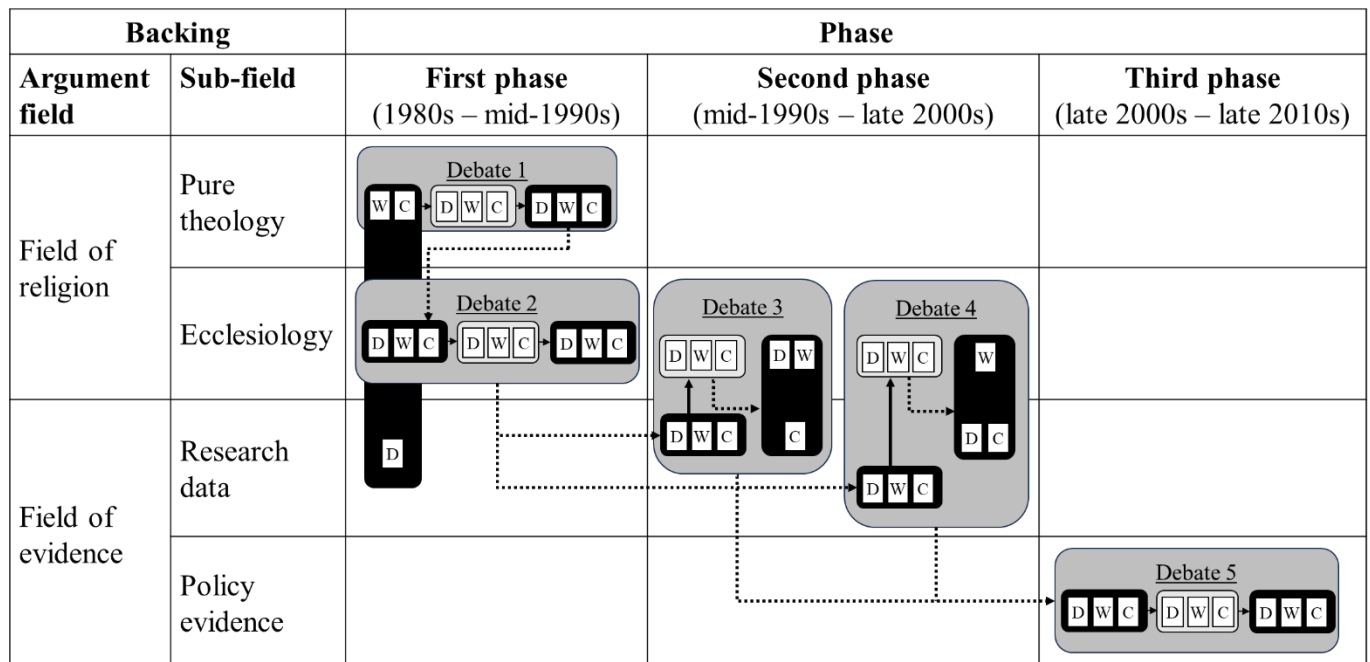 Backing
Phase
Argument field
Sub-field
First phase
(1980s – mid-1990s)
Second phase
(mid-1990s – late 2000s)
Third phase
(late 2000s – late 2010s)
Field of religion
Pure theology
Debate 1
W C
D W C
D W C
Ecclesiology
Debate 2
D W C
D W C
D W C
Debate 3
D W C
D W
D W C
C
Debate 4
D W C
W
D C
D W C
Field of evidence
Research data
D
Policy evidence
Debate 5
D W C
D W C
D W C